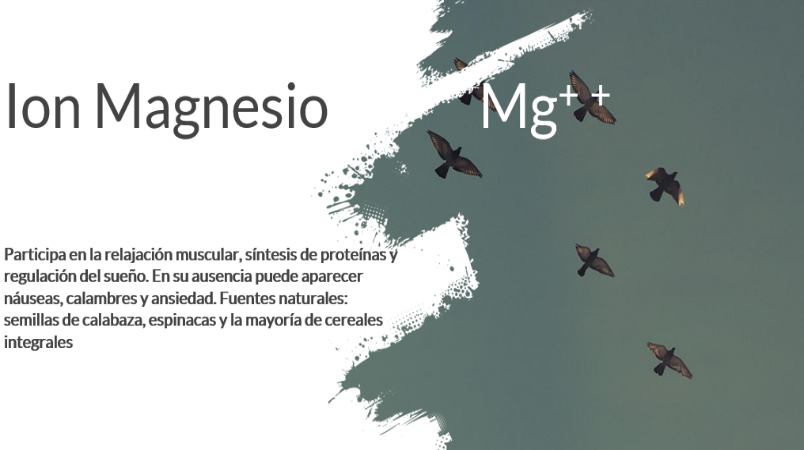 Ion Magnesio Mg⁺⁺
Participa en la relajación muscular, síntesis de proteínas y
regulación del sueño. En su ausencia puede aparecer
náuseas, calambres y ansiedad. Fuentes naturales:
semillas de calabaza, espinacas y la mayoría de cereales
integrales